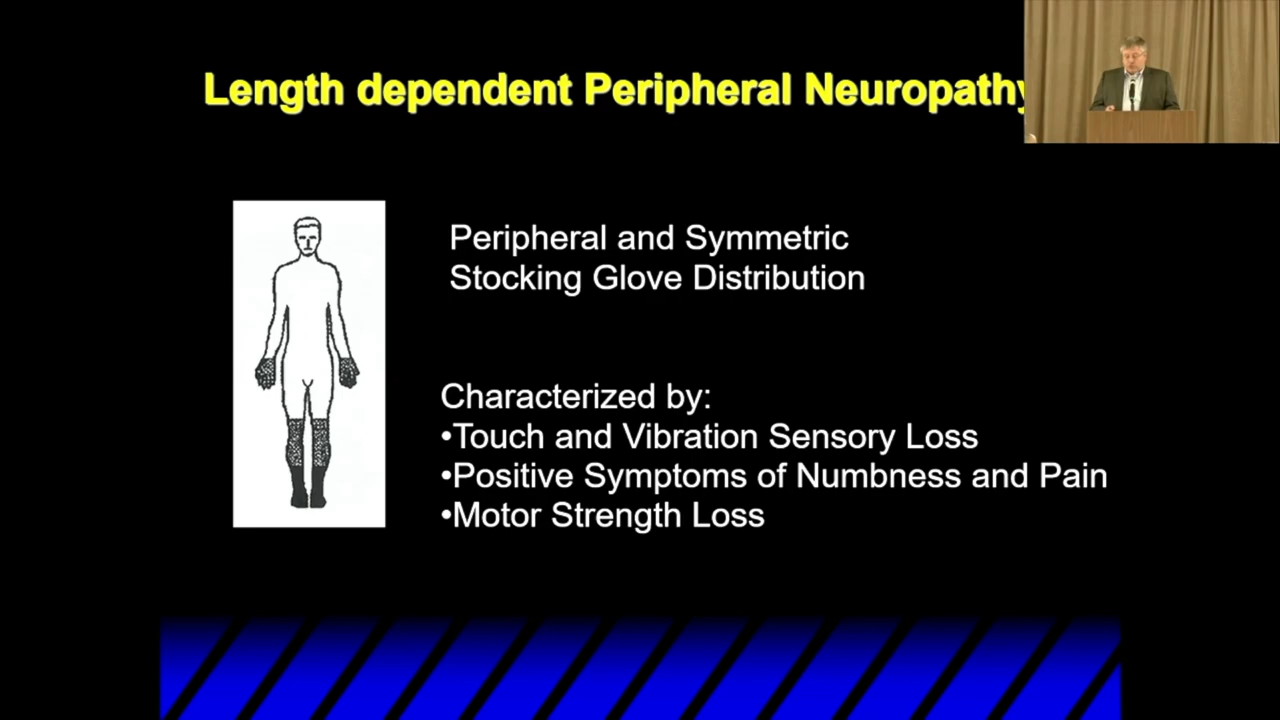 Length dependent Peripheral Neuropathy
Peripheral and Symmetric
Stocking Glove Distribution
Characterized by:
•Touch and Vibration Sensory Loss
•Positive Symptoms of Numbness and Pain
•Motor Strength Loss